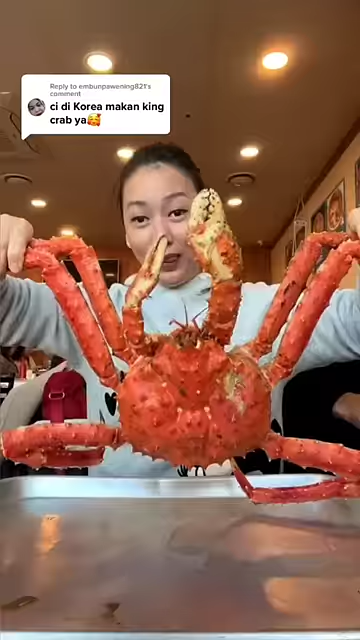 Reply to embunpawening821's
comment
ci di Korea makan king
crab ya🥰